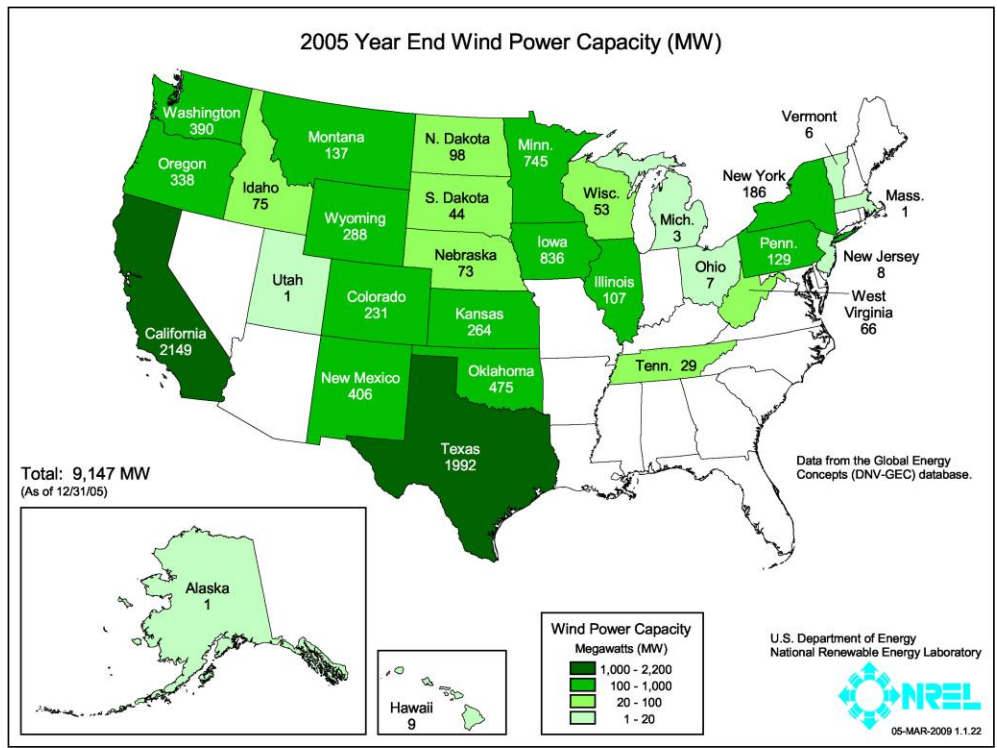 2005 Year End Wind Power Capacity (MW)
Washington
390
Oregon
338
Idaho
75
Montana
137
Wyoming
288
N. Dakota
98
S. Dakota
44
Nebraska
73
Minn.
745
Wisc.
53
Mich.
3
Iowa
836
Illinois
107
Ohio
7
Vermont
6
New York
186
Mass.
1
Penn.
129
New Jersey
8
West
Virginia
66
California
2149
Utah
1
Colorado
231
Kansas
264
New Mexico
406
Oklahoma
475
Texas
1992
Tenn. 29
Total: 9,147 MW
(As of 12/31/05)
Data from the Global Energy
Concepts (DNV-GEC) database.
Alaska
1
Hawaii
9
Wind Power Capacity
Megawatts (MW)
1,000 - 2,200
100 - 1,000
20 - 100
1 - 20
U.S. Department of Energy
National Renewable Energy Laboratory
NREL
05-MAR-2009 1.1.22